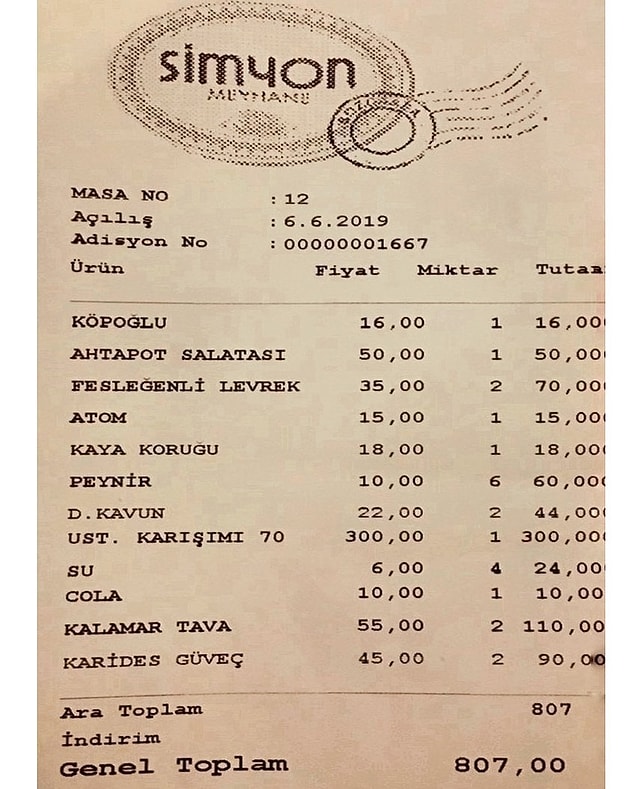 simyon
MEYHANE
BOZCAADA
MASA NO : 12
Açılış : 6.6.2019
Adisyon No : 00000001667
Ürün Fiyat Miktar Tutar
KÖPOĞLU 16,00 1 16,00
AHTAPOT SALATASI 50,00 1 50,00
FESLEĞENLİ LEVREK 35,00 2 70,00
ATOM 15,00 1 15,00
KAYA KORUĞU 18,00 1 18,00
PEYNİR 10,00 6 60,00
D.KAVUN 22,00 2 44,00
UST. KARIŞIMI 70 300,00 1 300,00
SU 6,00 4 24,00
COLA 10,00 1 10,00
KALAMAR TAVA 55,00 2 110,00
KARİDES GÜVEÇ 45,00 2 90,00
Ara Toplam 807
İndirim
Genel Toplam 807,00